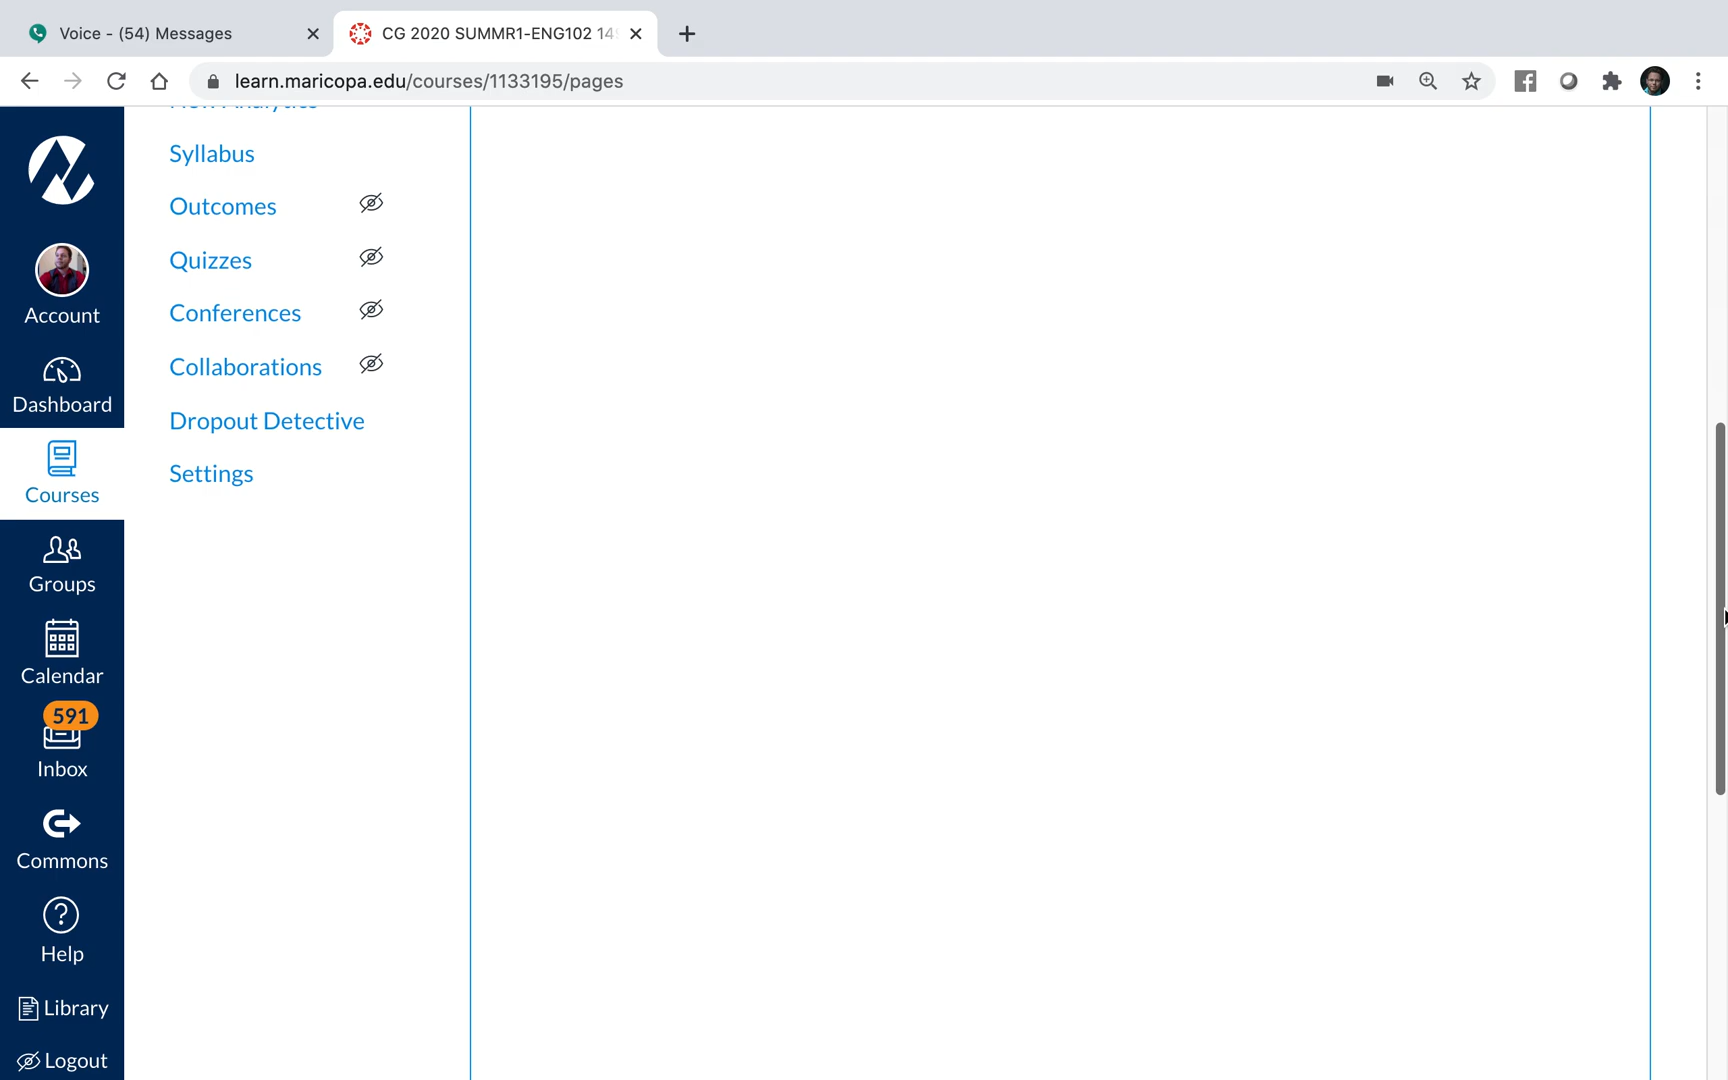 Voice - (54) Messages
CG 2020 SUMMR1-ENG102 14
learn.maricopa.edu/courses/1133195/pages
Syllabus
Outcomes
Quizzes
Conferences
Collaborations
Dropout Detective
Settings
Account
Dashboard
Courses
Groups
Calendar
591
Inbox
Commons
Help
Library
Logout